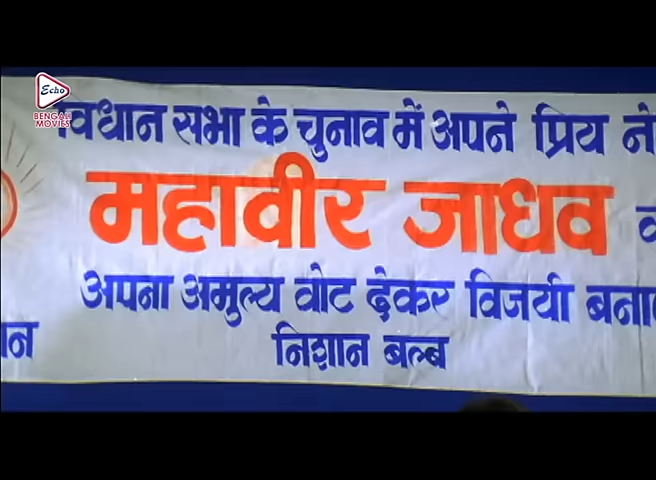 Echo
BENGALI
MOVIES
विधान सभा के चुनाव में अपने प्रिय
महावीर जाधव
अपना अमुल्य वोट देकर विजयी
निशान बल्ब